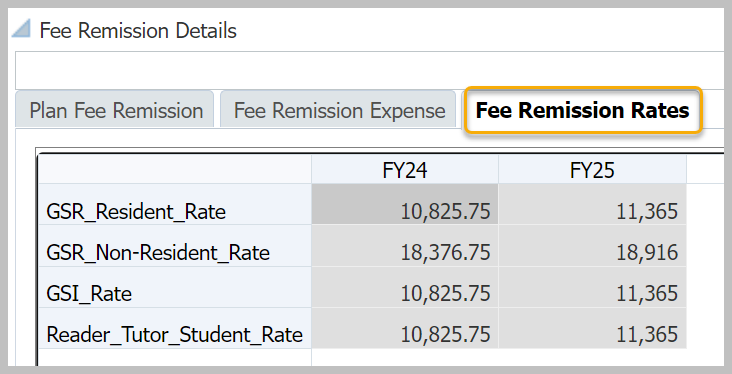 Fee Remission Details
Plan Fee Remission Fee Remission Expense Fee Remission Rates
FY24 FY25
GSR_Resident_Rate 10,825.75 11,365
GSR_Non-Resident_Rate 18,376.75 18,916
GSI_Rate 10,825.75 11,365
Reader_Tutor_Student_Rate 10,825.75 11,365